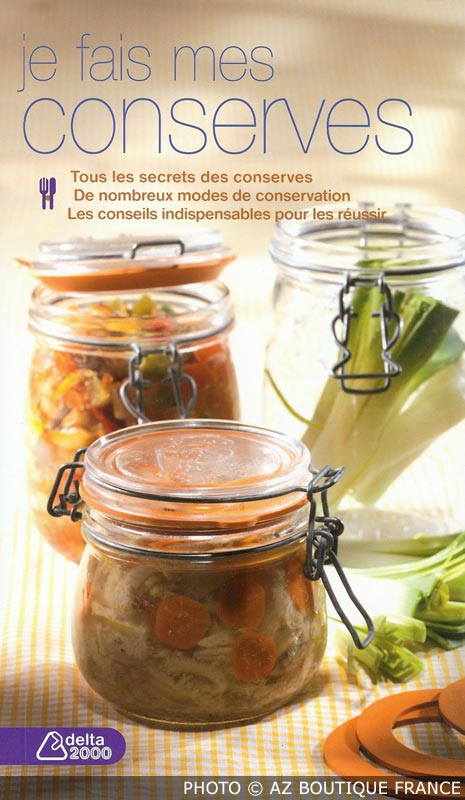 je fais mes
conserves
Tous les secrets des conserves
De nombreux modes de conservation
Les conseils indispensables pour les réussir
delta
2000
PHOTO © AZ BOUTIQUE FRANCE